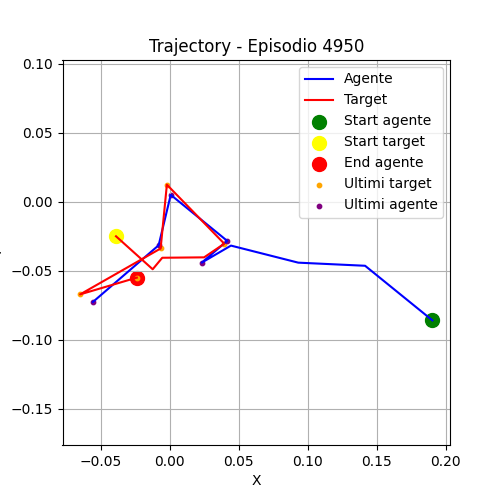 Trajectory - Episodio 4950
0.10
0.05
0.00
−0.05
−0.10
−0.15
−0.05
0.00
0.05
0.10
0.15
0.20
X
Agente
Target
Start agente
Start target
End agente
Ultimi target
Ultimi agente